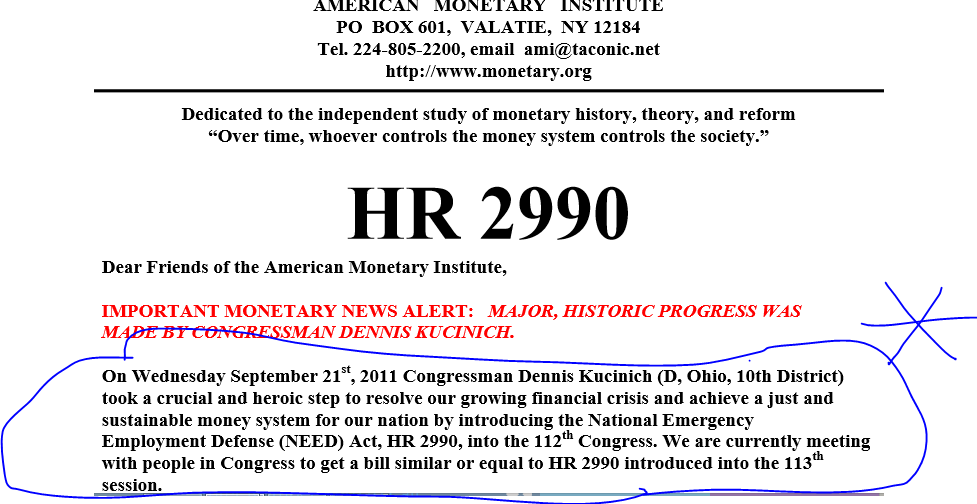 AMERICAN MONETARY INSTITUTE
PO BOX 601, VALATIE, NY 12184
Tel. 224-805-2200, email ami@taconic.net
http://www.monetary.org
Dedicated to the independent study of monetary history, theory, and reform
“Over time, whoever controls the money system controls the society.”
HR 2990
Dear Friends of the American Monetary Institute,
IMPORTANT MONETARY NEWS ALERT: MAJOR, HISTORIC PROGRESS WAS
MADE BY CONGRESSMAN DENNIS KUCINICH.
On Wednesday September 21st, 2011 Congressman Dennis Kucinich (D, Ohio, 10th District)
took a crucial and heroic step to resolve our growing financial crisis and achieve a just and
sustainable money system for our nation by introducing the National Emergency
Employment Defense (NEED) Act, HR 2990, into the 112th Congress. We are currently meeting
with people in Congress to get a bill similar or equal to HR 2990 introduced into the 113th
session.